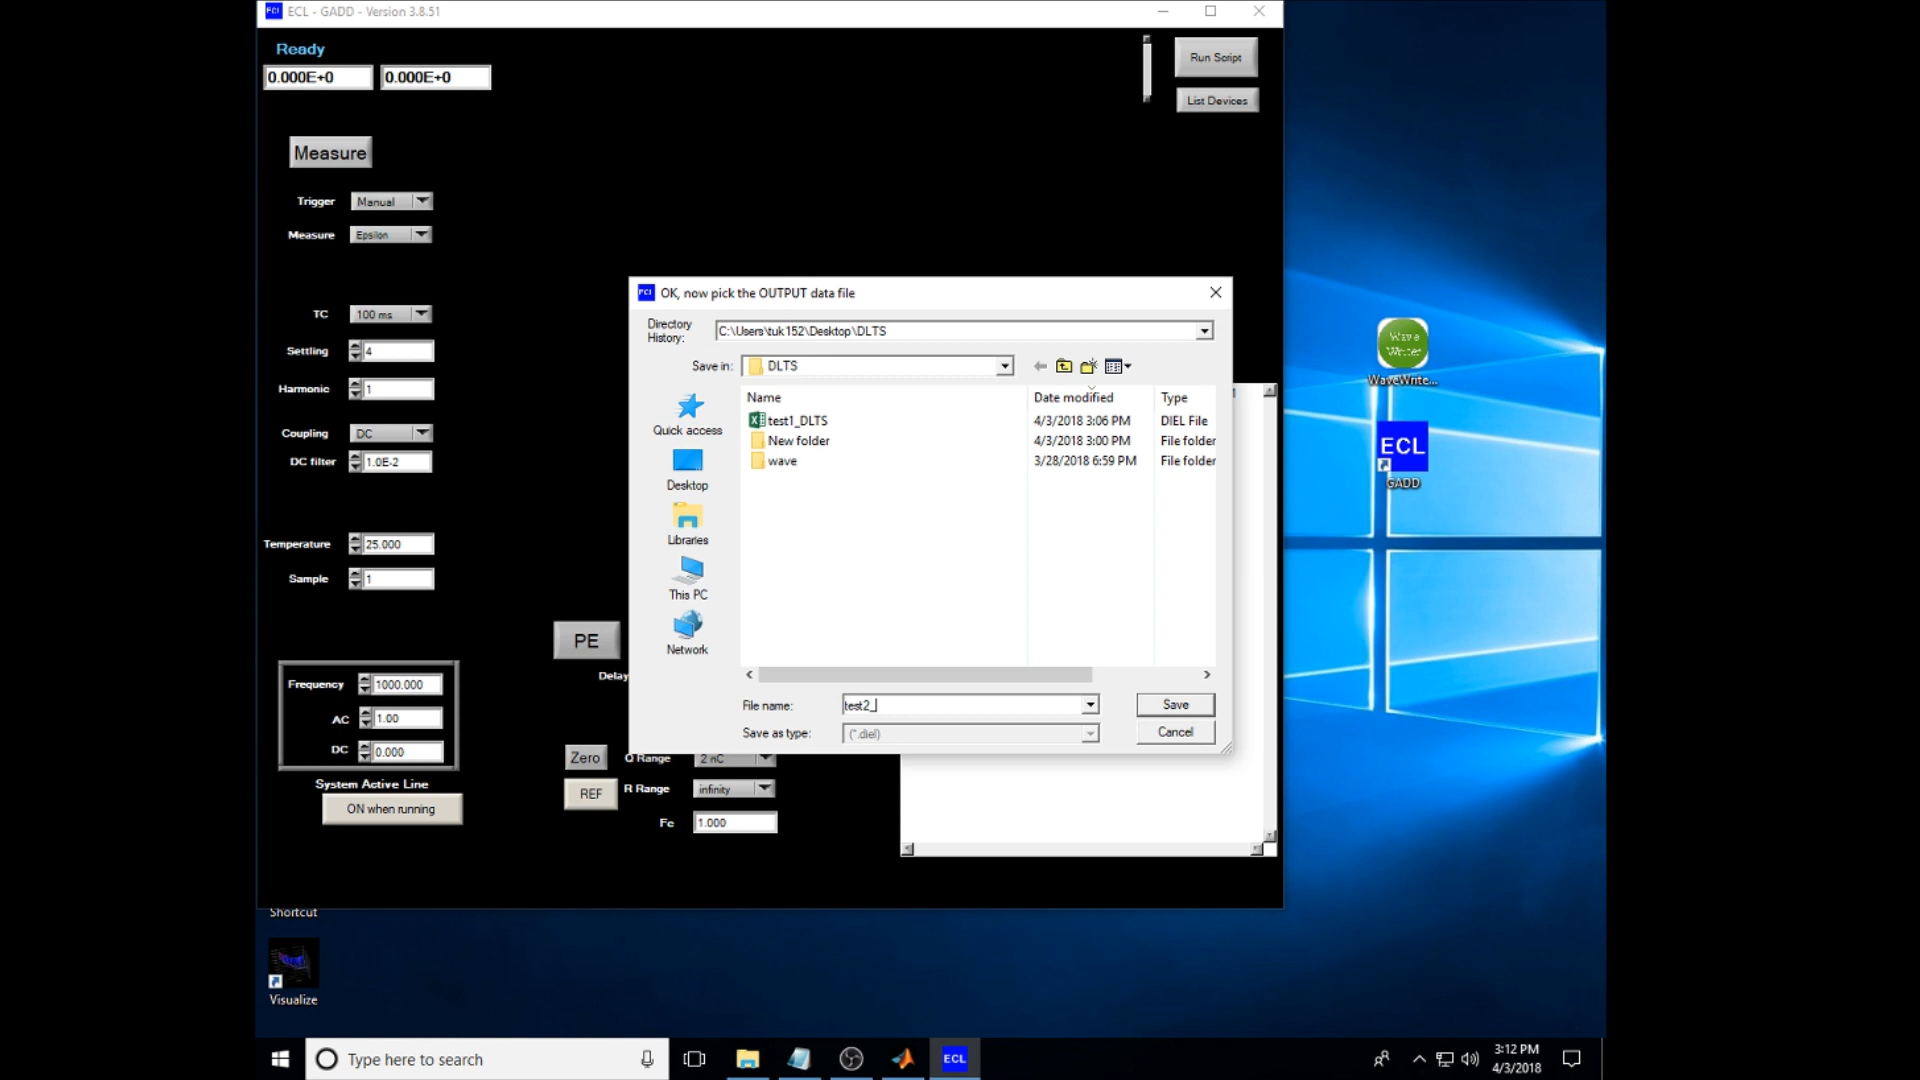 ECL - GADD - Version 3.8.51
Ready
0.000E+0 0.000E+0
Run Script
List Devices
Measure
Trigger Manual
Measure Epsilon
TC 100 ms
Settling 4
Harmonic 1
Coupling DC
DC filter 1.0E-2
Temperature 25.000
Sample 1
Frequency 1000.000
AC 1.00
DC 0.000
System Active Line
ON when running
PE
Delay
Zero
Q Range 2 nC
REF
R Range infinity
Fe 1.000
OK, now pick the OUTPUT data file
Directory History: C:\Users\tuk152\Desktop\DLTS
Save in: DLTS
Name Date modified Type
test1_DLTS 4/3/2018 3:06 PM DIEL File
New folder 4/3/2018 3:00 PM File folder
wave 3/28/2018 6:59 PM File folder
Quick access
Desktop
Libraries
This PC
Network
File name: test2_
Save
Save as type: (*.diel)
Cancel
Wave
Writer
WaveWrite...
ECL
GADD
Shortcut
Visualize
Type here to search
ECL
3:12 PM
4/3/2018